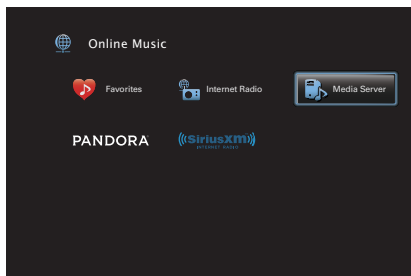 Online Music
Favorites
Internet Radio
Media Server
PANDORA
((SiriusXM))
INTERNET RADIO